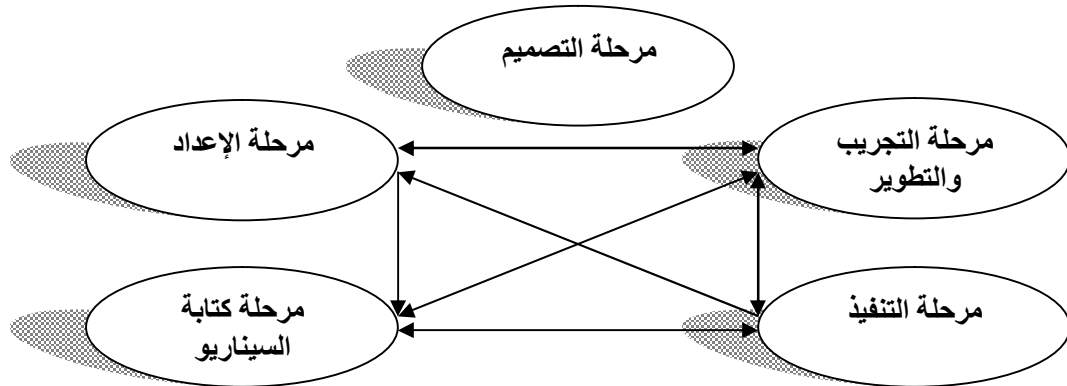 مرحلة التصميم
مرحلة التجريب
والتطوير
مرحلة الإعداد
مرحلة التنفيذ
مرحلة كتابة
السيناريو